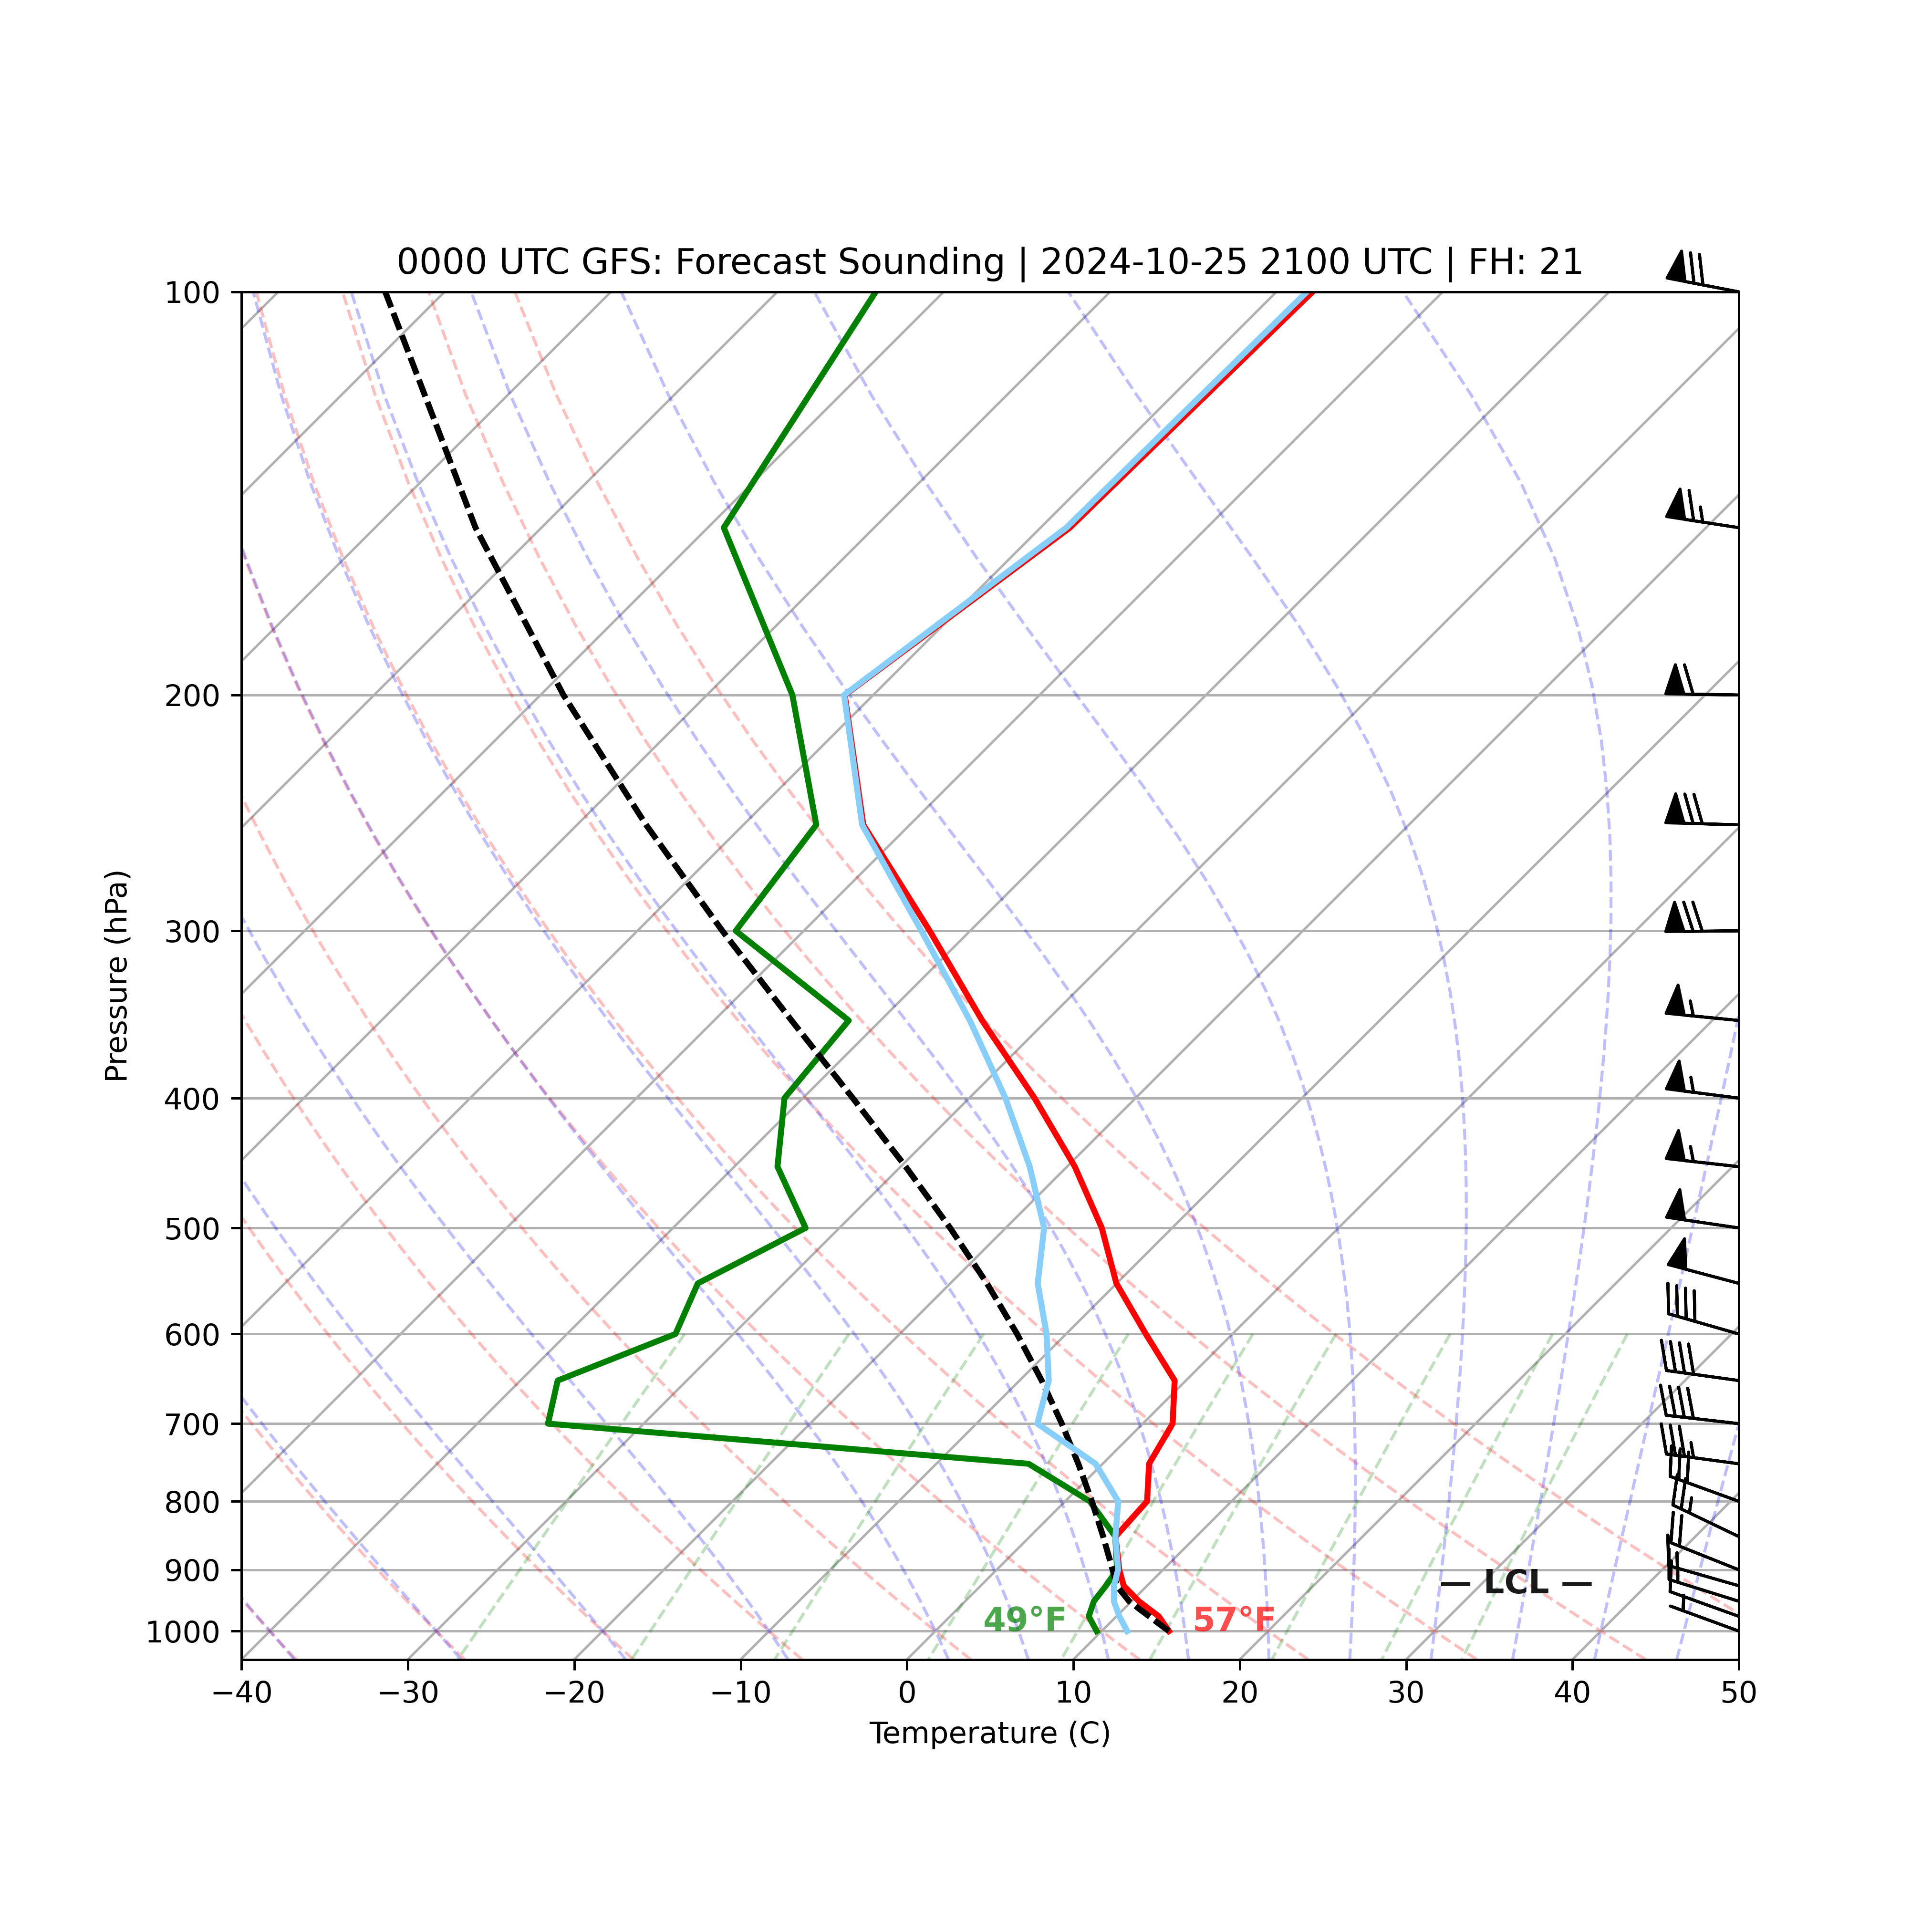 0000 UTC GFS: Forecast Sounding | 2024-10-25 2100 UTC | FH: 21
100
200
300
400
500
600
700
800
900
1000
Pressure (hPa)
— LCL —
49°F
57°F
−40 −30 −20 −10 0 10 20 30 40 50
Temperature (C)